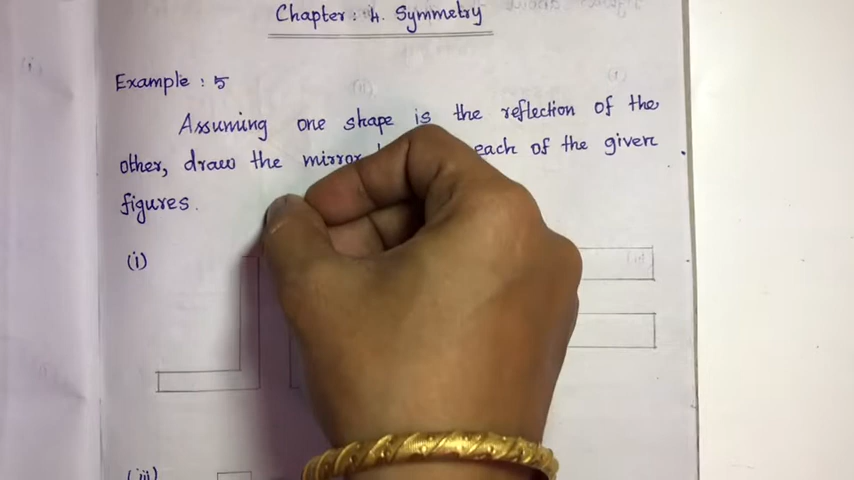 Chapter : 4. Symmetry
Example : 5
Assuming one shape is the reflection of the
other, draw the mirror each of the given
figures.
(i)
(iii)